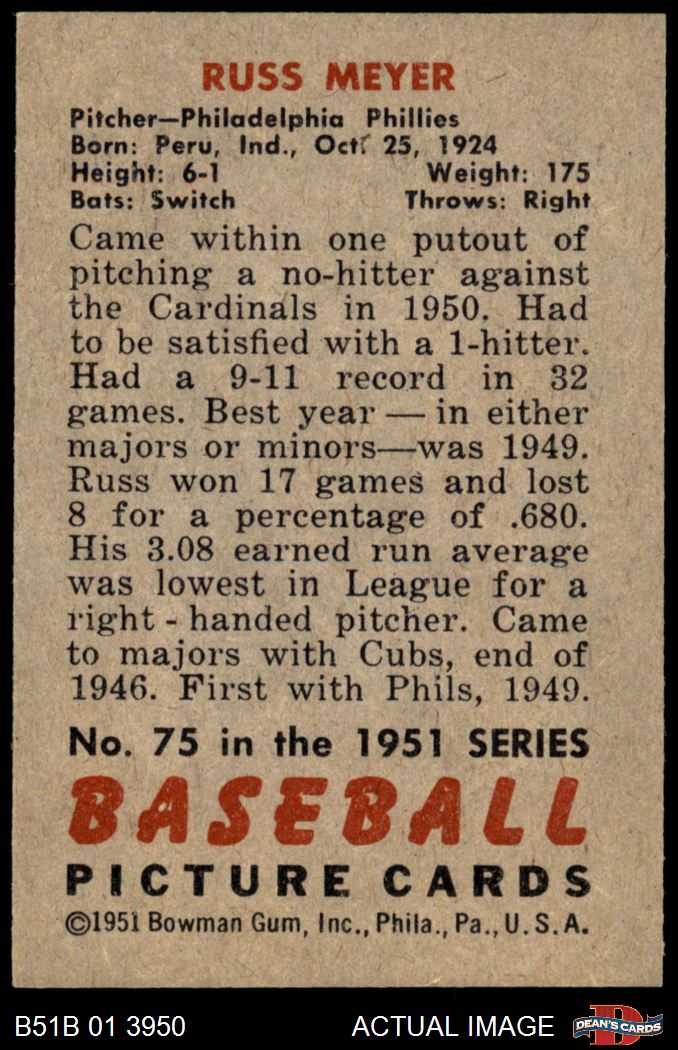 RUSS MEYER
Pitcher—Philadelphia Phillies
Born: Peru, Ind., Oct. 25, 1924
Height: 6-1 Weight: 175
Bats: Switch Throws: Right
Came within one putout of
pitching a no-hitter against
the Cardinals in 1950. Had
to be satisfied with a 1-hitter.
Had a 9-11 record in 32
games. Best year — in either
majors or minors—was 1949.
Russ won 17 games and lost
8 for a percentage of .680.
His 3.08 earned run average
was lowest in League for a
right - handed pitcher. Came
to majors with Cubs, end of
1946. First with Phils, 1949.
No. 75 in the 1951 SERIES
BASEBALL
PICTURE CARDS
©1951 Bowman Gum, Inc., Phila., Pa., U. S. A.
B51B 01 3950 ACTUAL IMAGE D DEAN'S CARDS